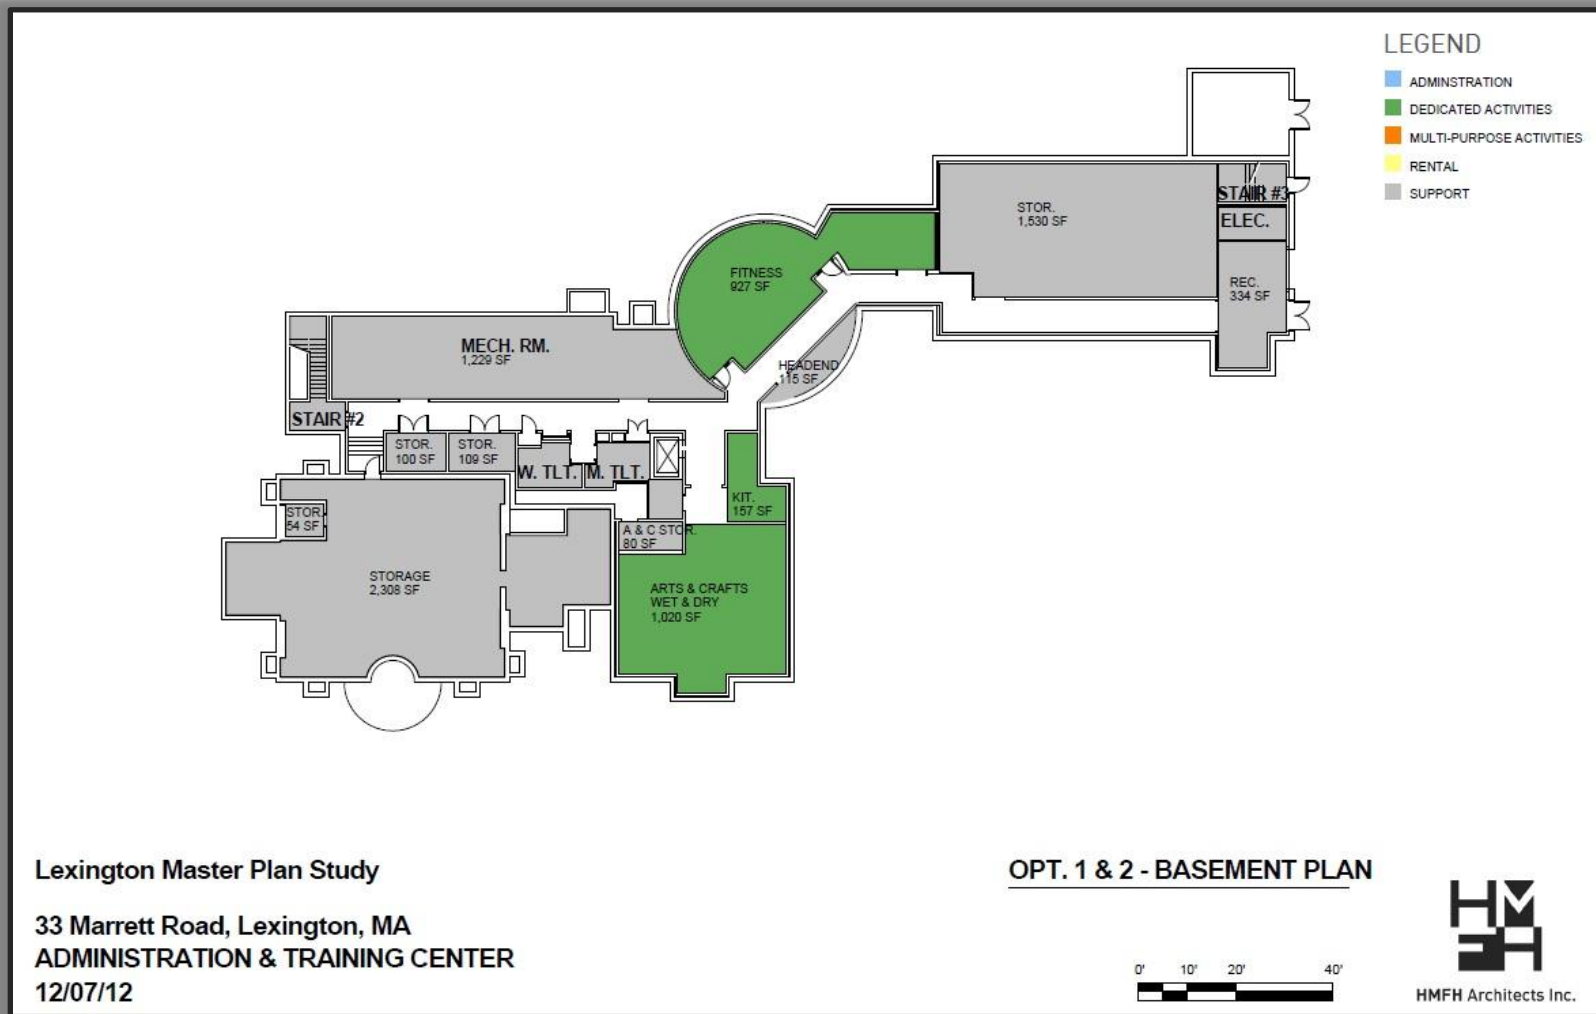 LEGEND
ADMINSTRATION
DEDICATED ACTIVITIES
MULTI-PURPOSE ACTIVITIES
RENTAL
SUPPORT
STAIR #3
STOR.
1,530 SF
ELEC.
REC.
334 SF
FITNESS
927 SF
MECH. RM.
1,229 SF
HEADEND
115 SF
STAIR #2
STOR.
100 SF
STOR.
109 SF
W. TLT.
M. TLT.
KIT.
157 SF
STOR.
54 SF
A & C STOR.
80 SF
STORAGE
2,308 SF
ARTS & CRAFTS
WET & DRY
1,020 SF
Lexington Master Plan Study
33 Marrett Road, Lexington, MA
ADMINISTRATION & TRAINING CENTER
12/07/12
OPT. 1 & 2 - BASEMENT PLAN
0' 10' 20' 40'
HMFH
HMFH Architects Inc.